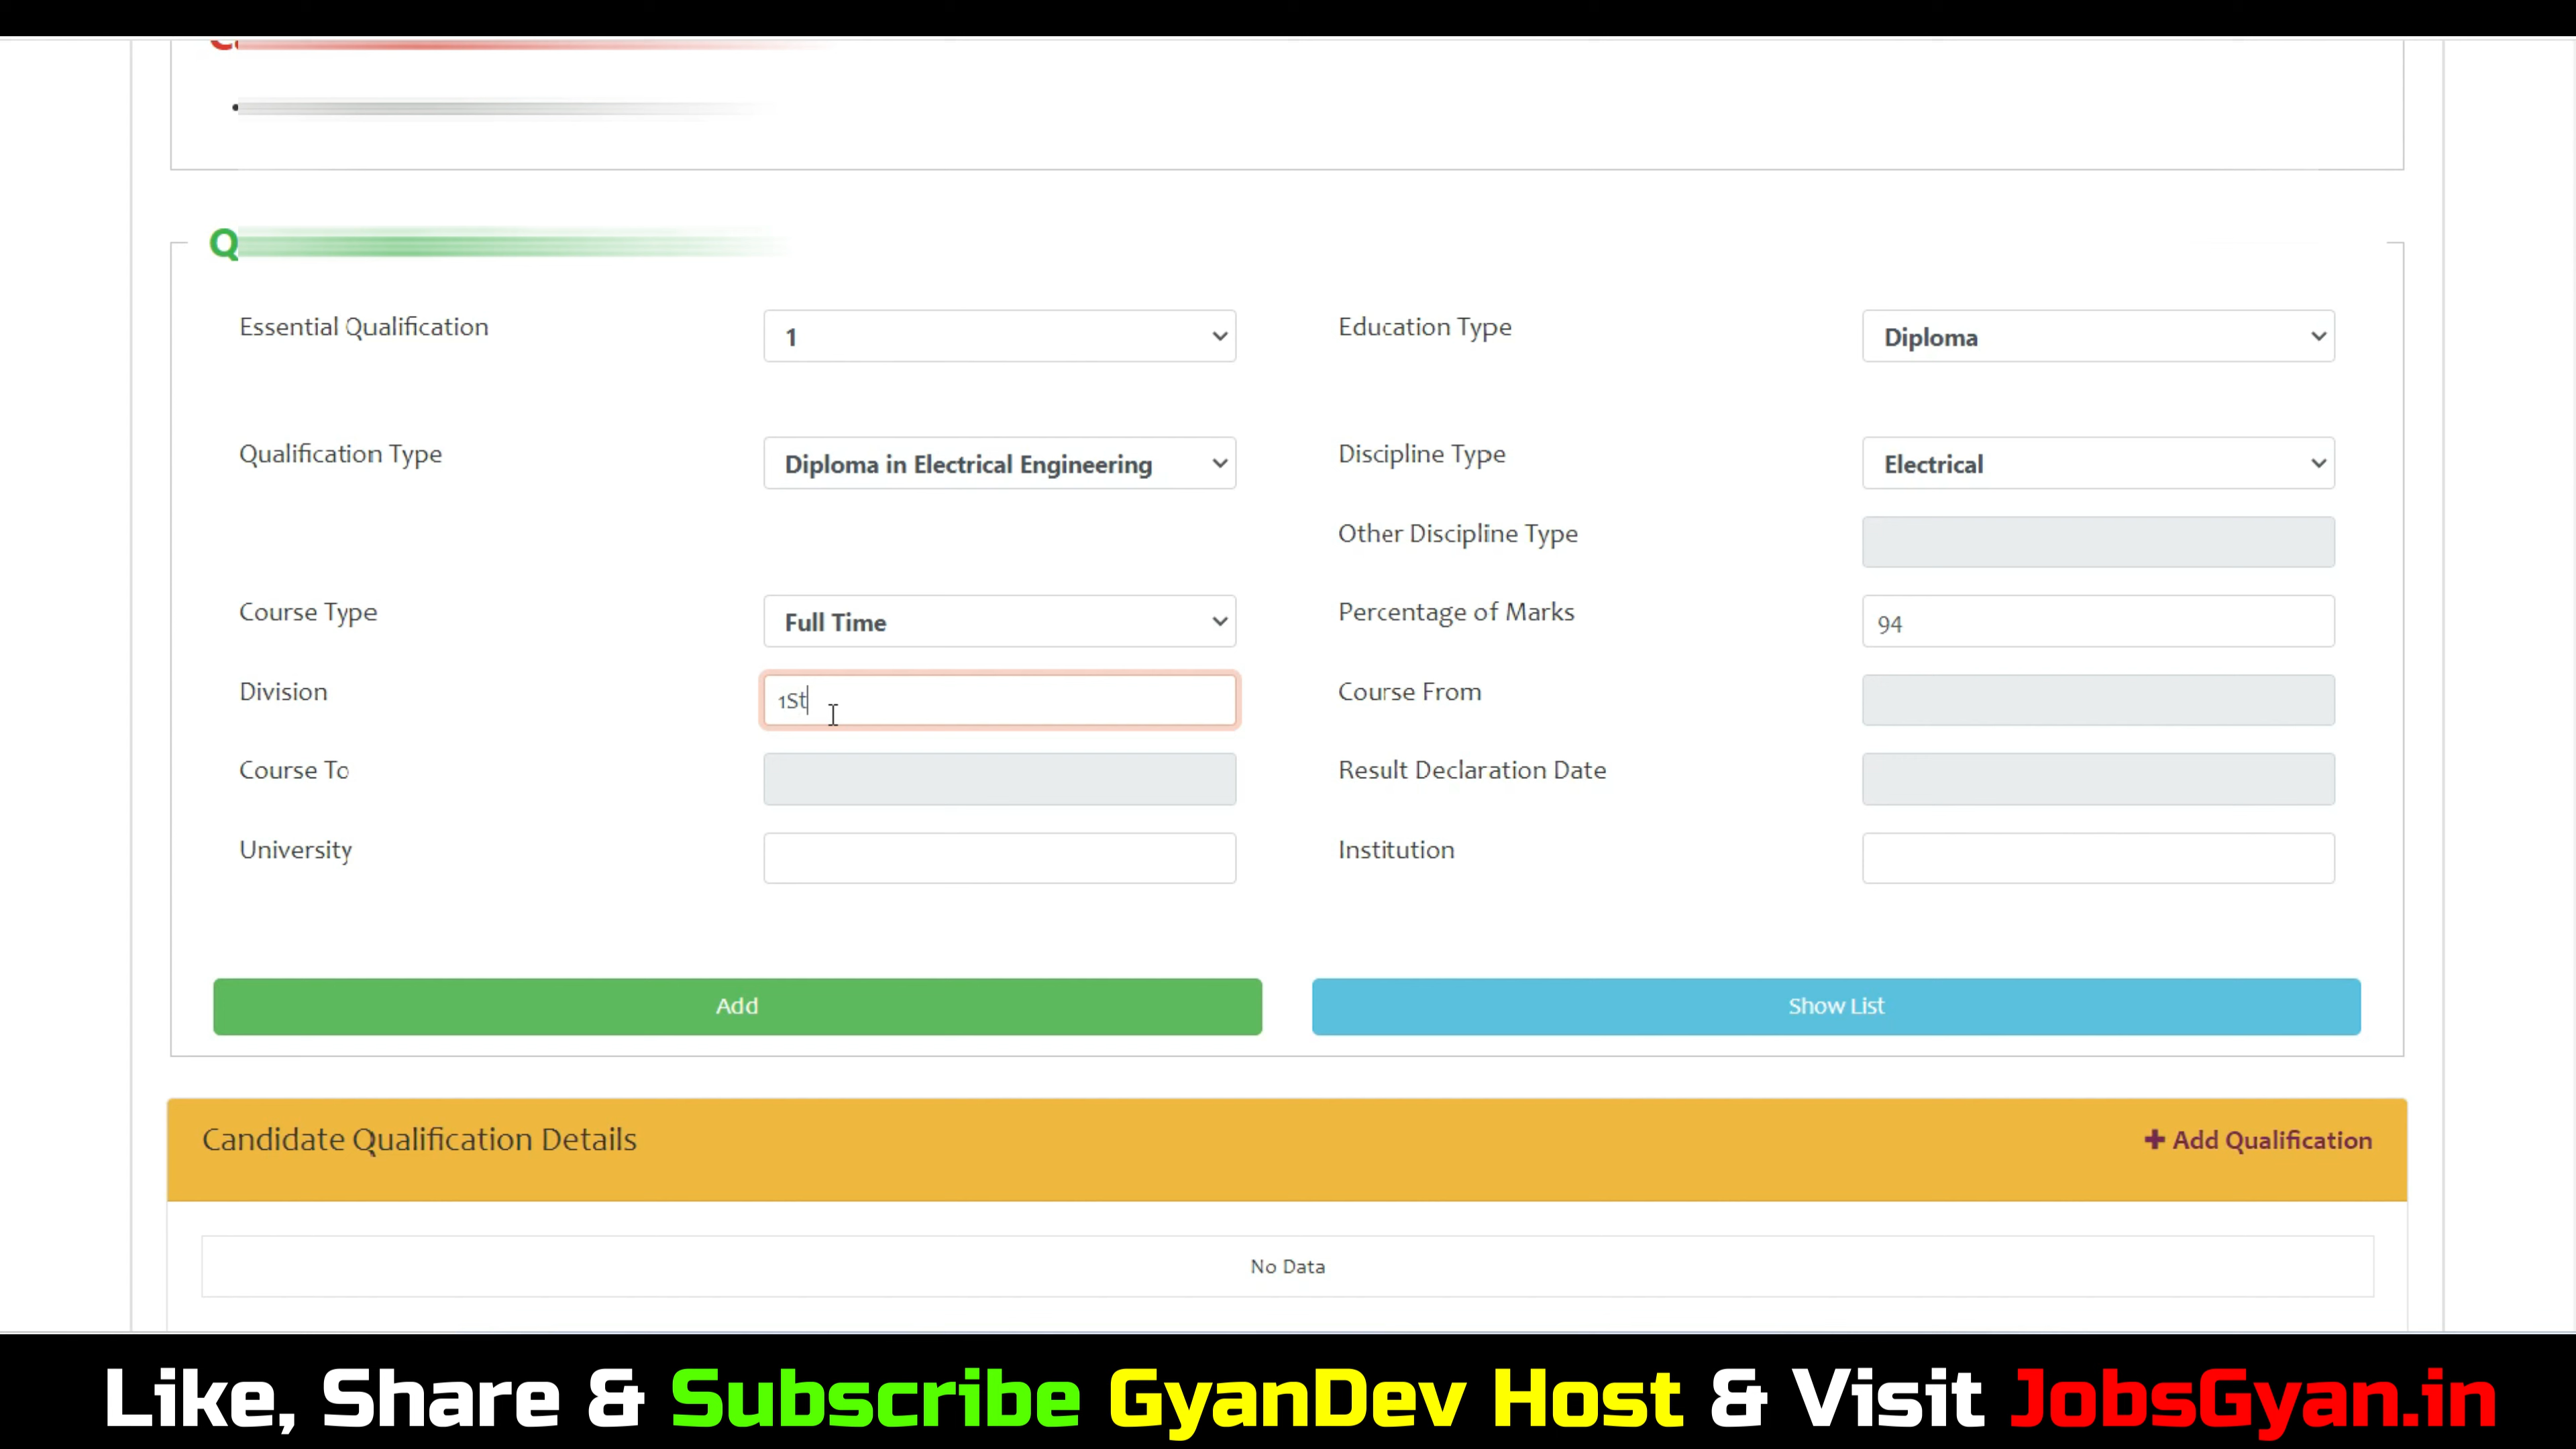 Essential Qualification
1
Education Type
Diploma
Qualification Type
Diploma in Electrical Engineering
Discipline Type
Electrical
Other Discipline Type
Course Type
Full Time
Percentage of Marks
94
Division
1St
Course From
Course To
Result Declaration Date
University
Institution
Add
Show List
Candidate Qualification Details
+ Add Qualification
No Data
Like, Share & Subscribe GyanDev Host & Visit JobsGyan.in